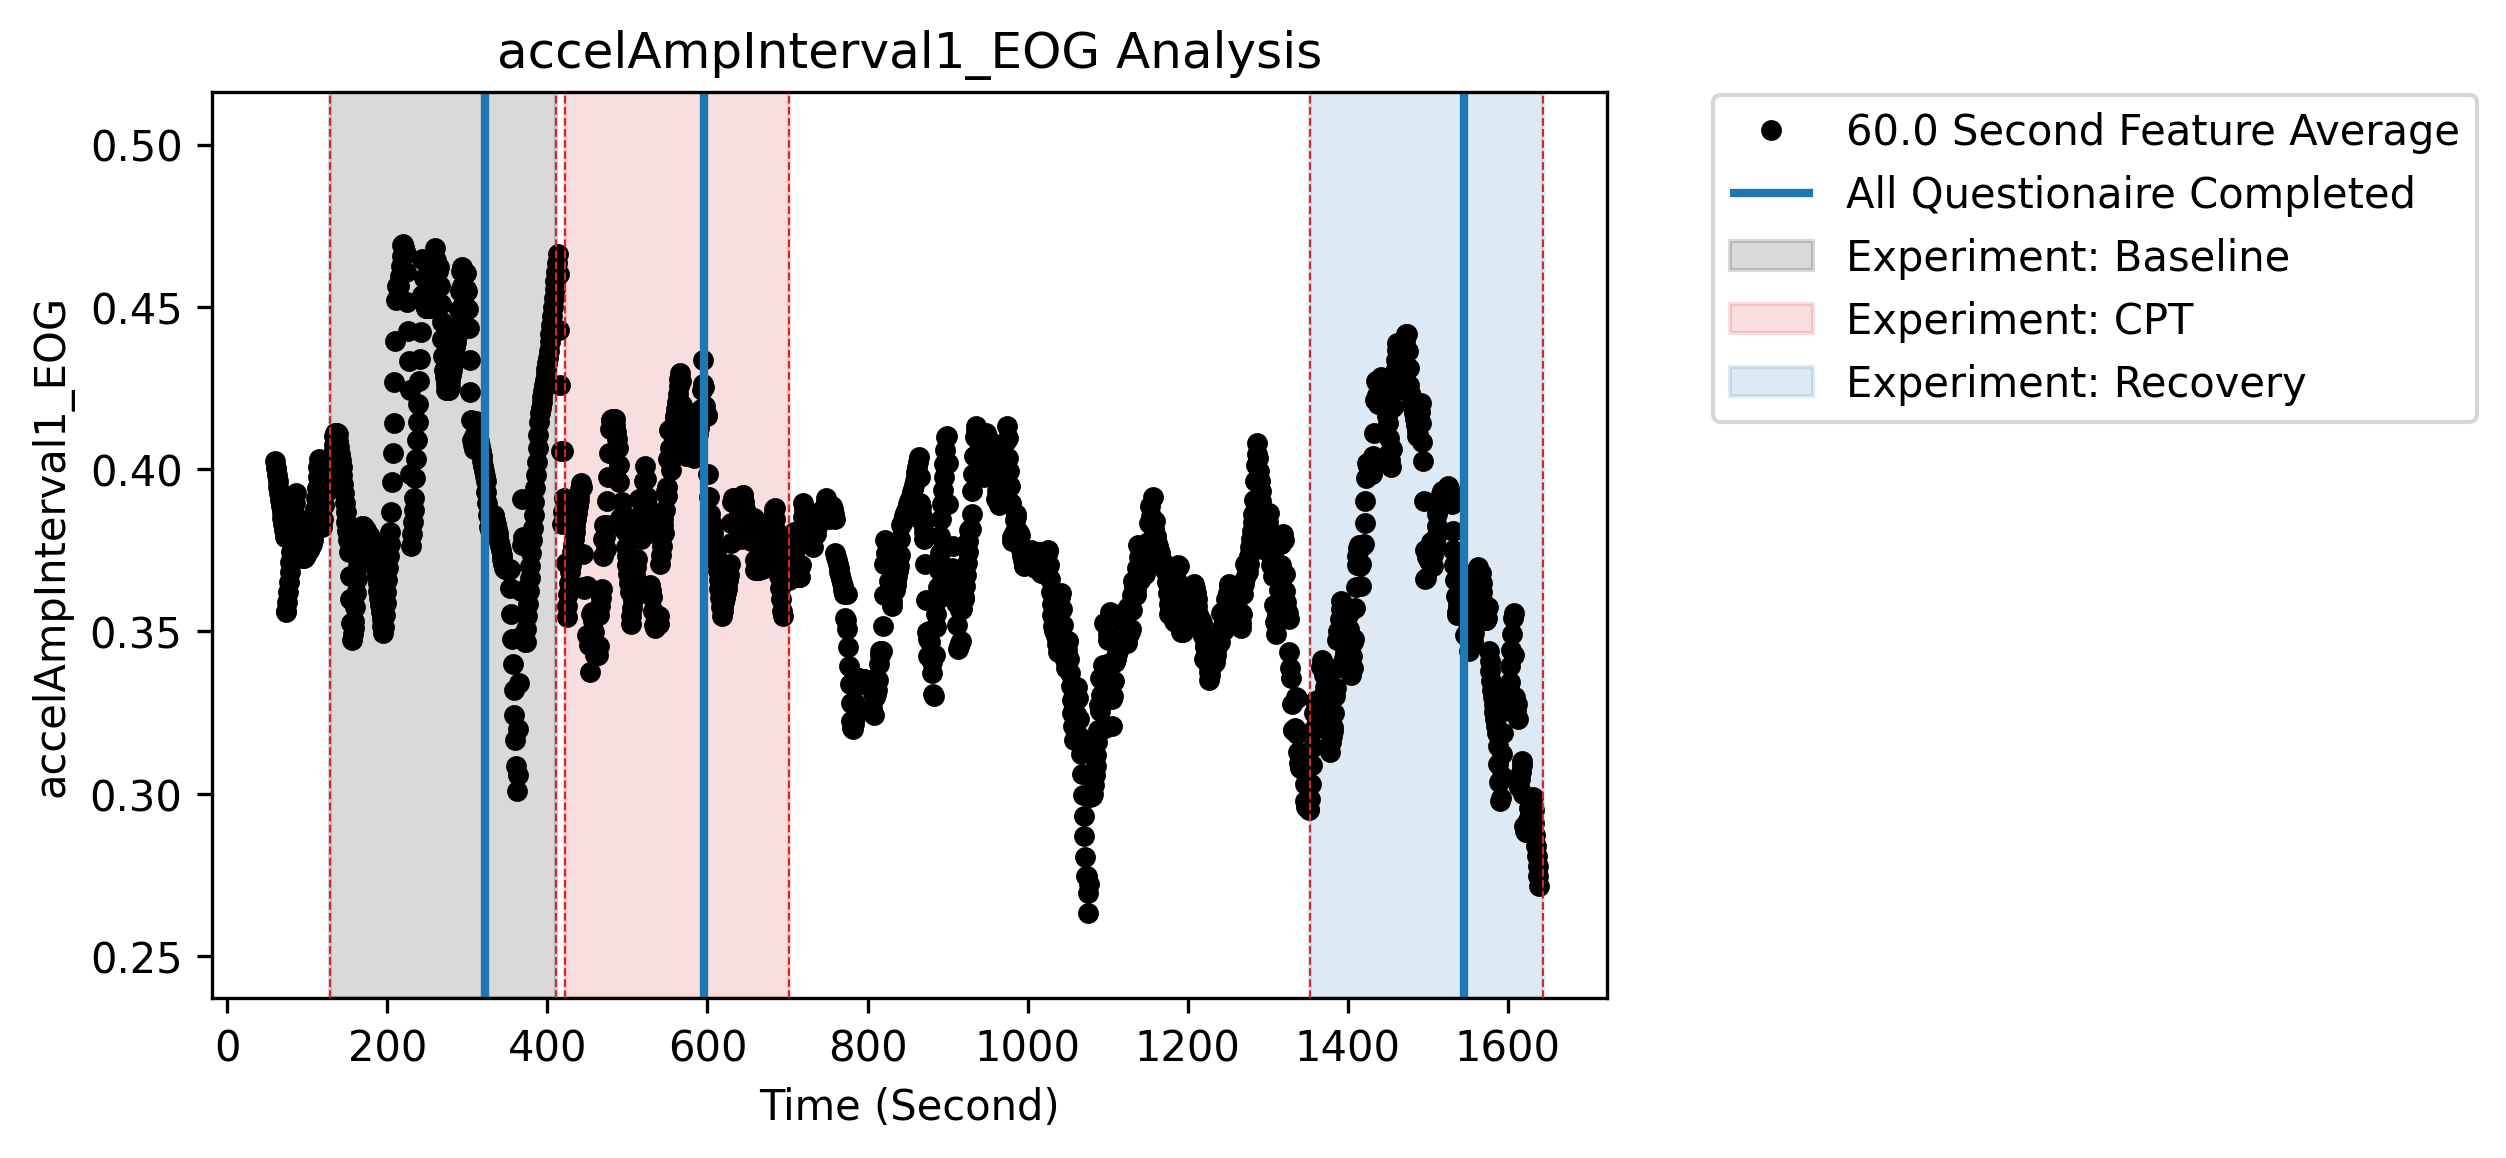 accelAmpInterval1_EOG Analysis
accelAmpInterval1_EOG
0.50
0.45
0.40
0.35
0.30
0.25
0 200 400 600 800 1000 1200 1400 1600
Time (Second)
60.0 Second Feature Average
All Questionaire Completed
Experiment: Baseline
Experiment: CPT
Experiment: Recovery